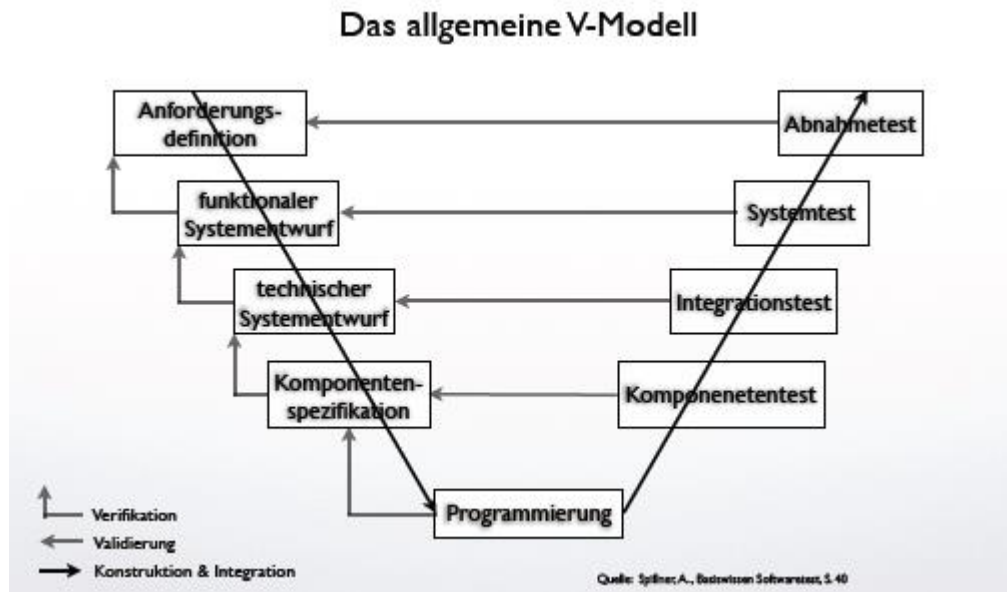 Das allgemeine V-Modell
Anforderungs-
definition
Abnahmetest
funktionaler
Systementwurf
Systemtest
technischer
Systementwurf
Integrationstest
Komponenten-
spezifikation
Komponenetentest
Programmierung
Verifikation
Validierung
Konstruktion & Integration
Quelle: Spillner, A., Basiswissen Softwaretest, S. 40